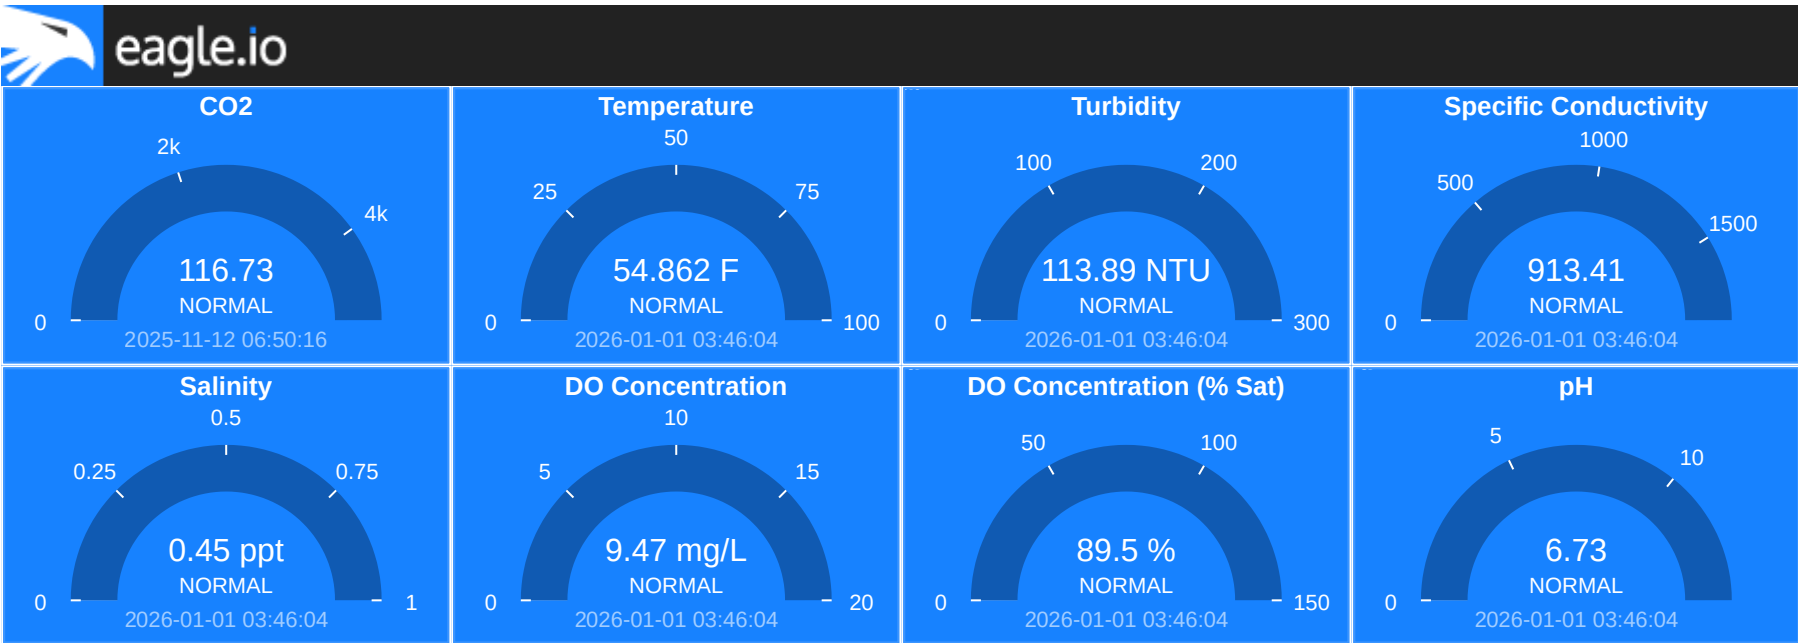 eagle.io
CO2
2k
4k
0
116.73
NORMAL
2025-11-12 06:50:16
Temperature
50
25
75
0
100
54.862 F
NORMAL
2026-01-01 03:46:04
Turbidity
100
200
0
300
113.89 NTU
NORMAL
2026-01-01 03:46:04
Specific Conductivity
1000
500
1500
0
913.41
NORMAL
2026-01-01 03:46:04
Salinity
0.5
0.25
0.75
0
1
0.45 ppt
NORMAL
2026-01-01 03:46:04
DO Concentration
10
5
15
0
20
9.47 mg/L
NORMAL
2026-01-01 03:46:04
DO Concentration (% Sat)
50
100
0
150
89.5 %
NORMAL
2026-01-01 03:46:04
pH
5
10
0
6.73
NORMAL
2026-01-01 03:46:04